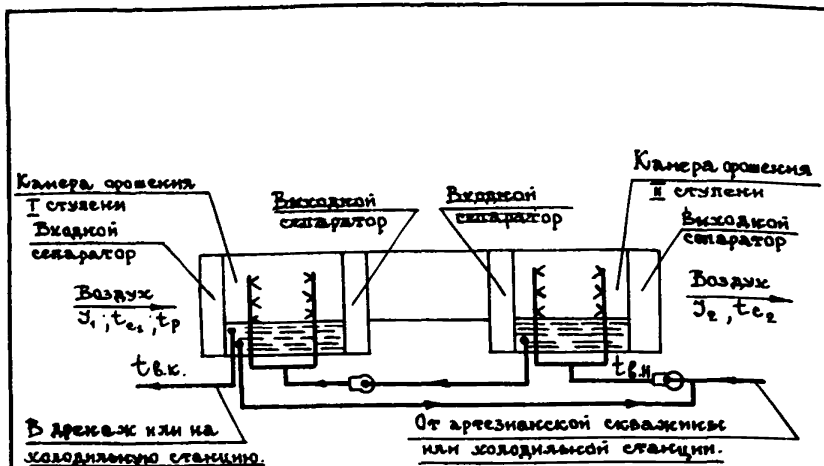 Камера орошения
I ступени
Входной
сепаратор
Выходной
сепаратор
Входной
сепаратор
Камера орошения
II ступени
Выходной
сепаратор
Воздух
J₁; tc₁; tр
Воздух
J₂, tc₂
tв.к.
tв.н
В дренаж или на
холодильную станцию.
От артезианской скважины
или холодильной станции.